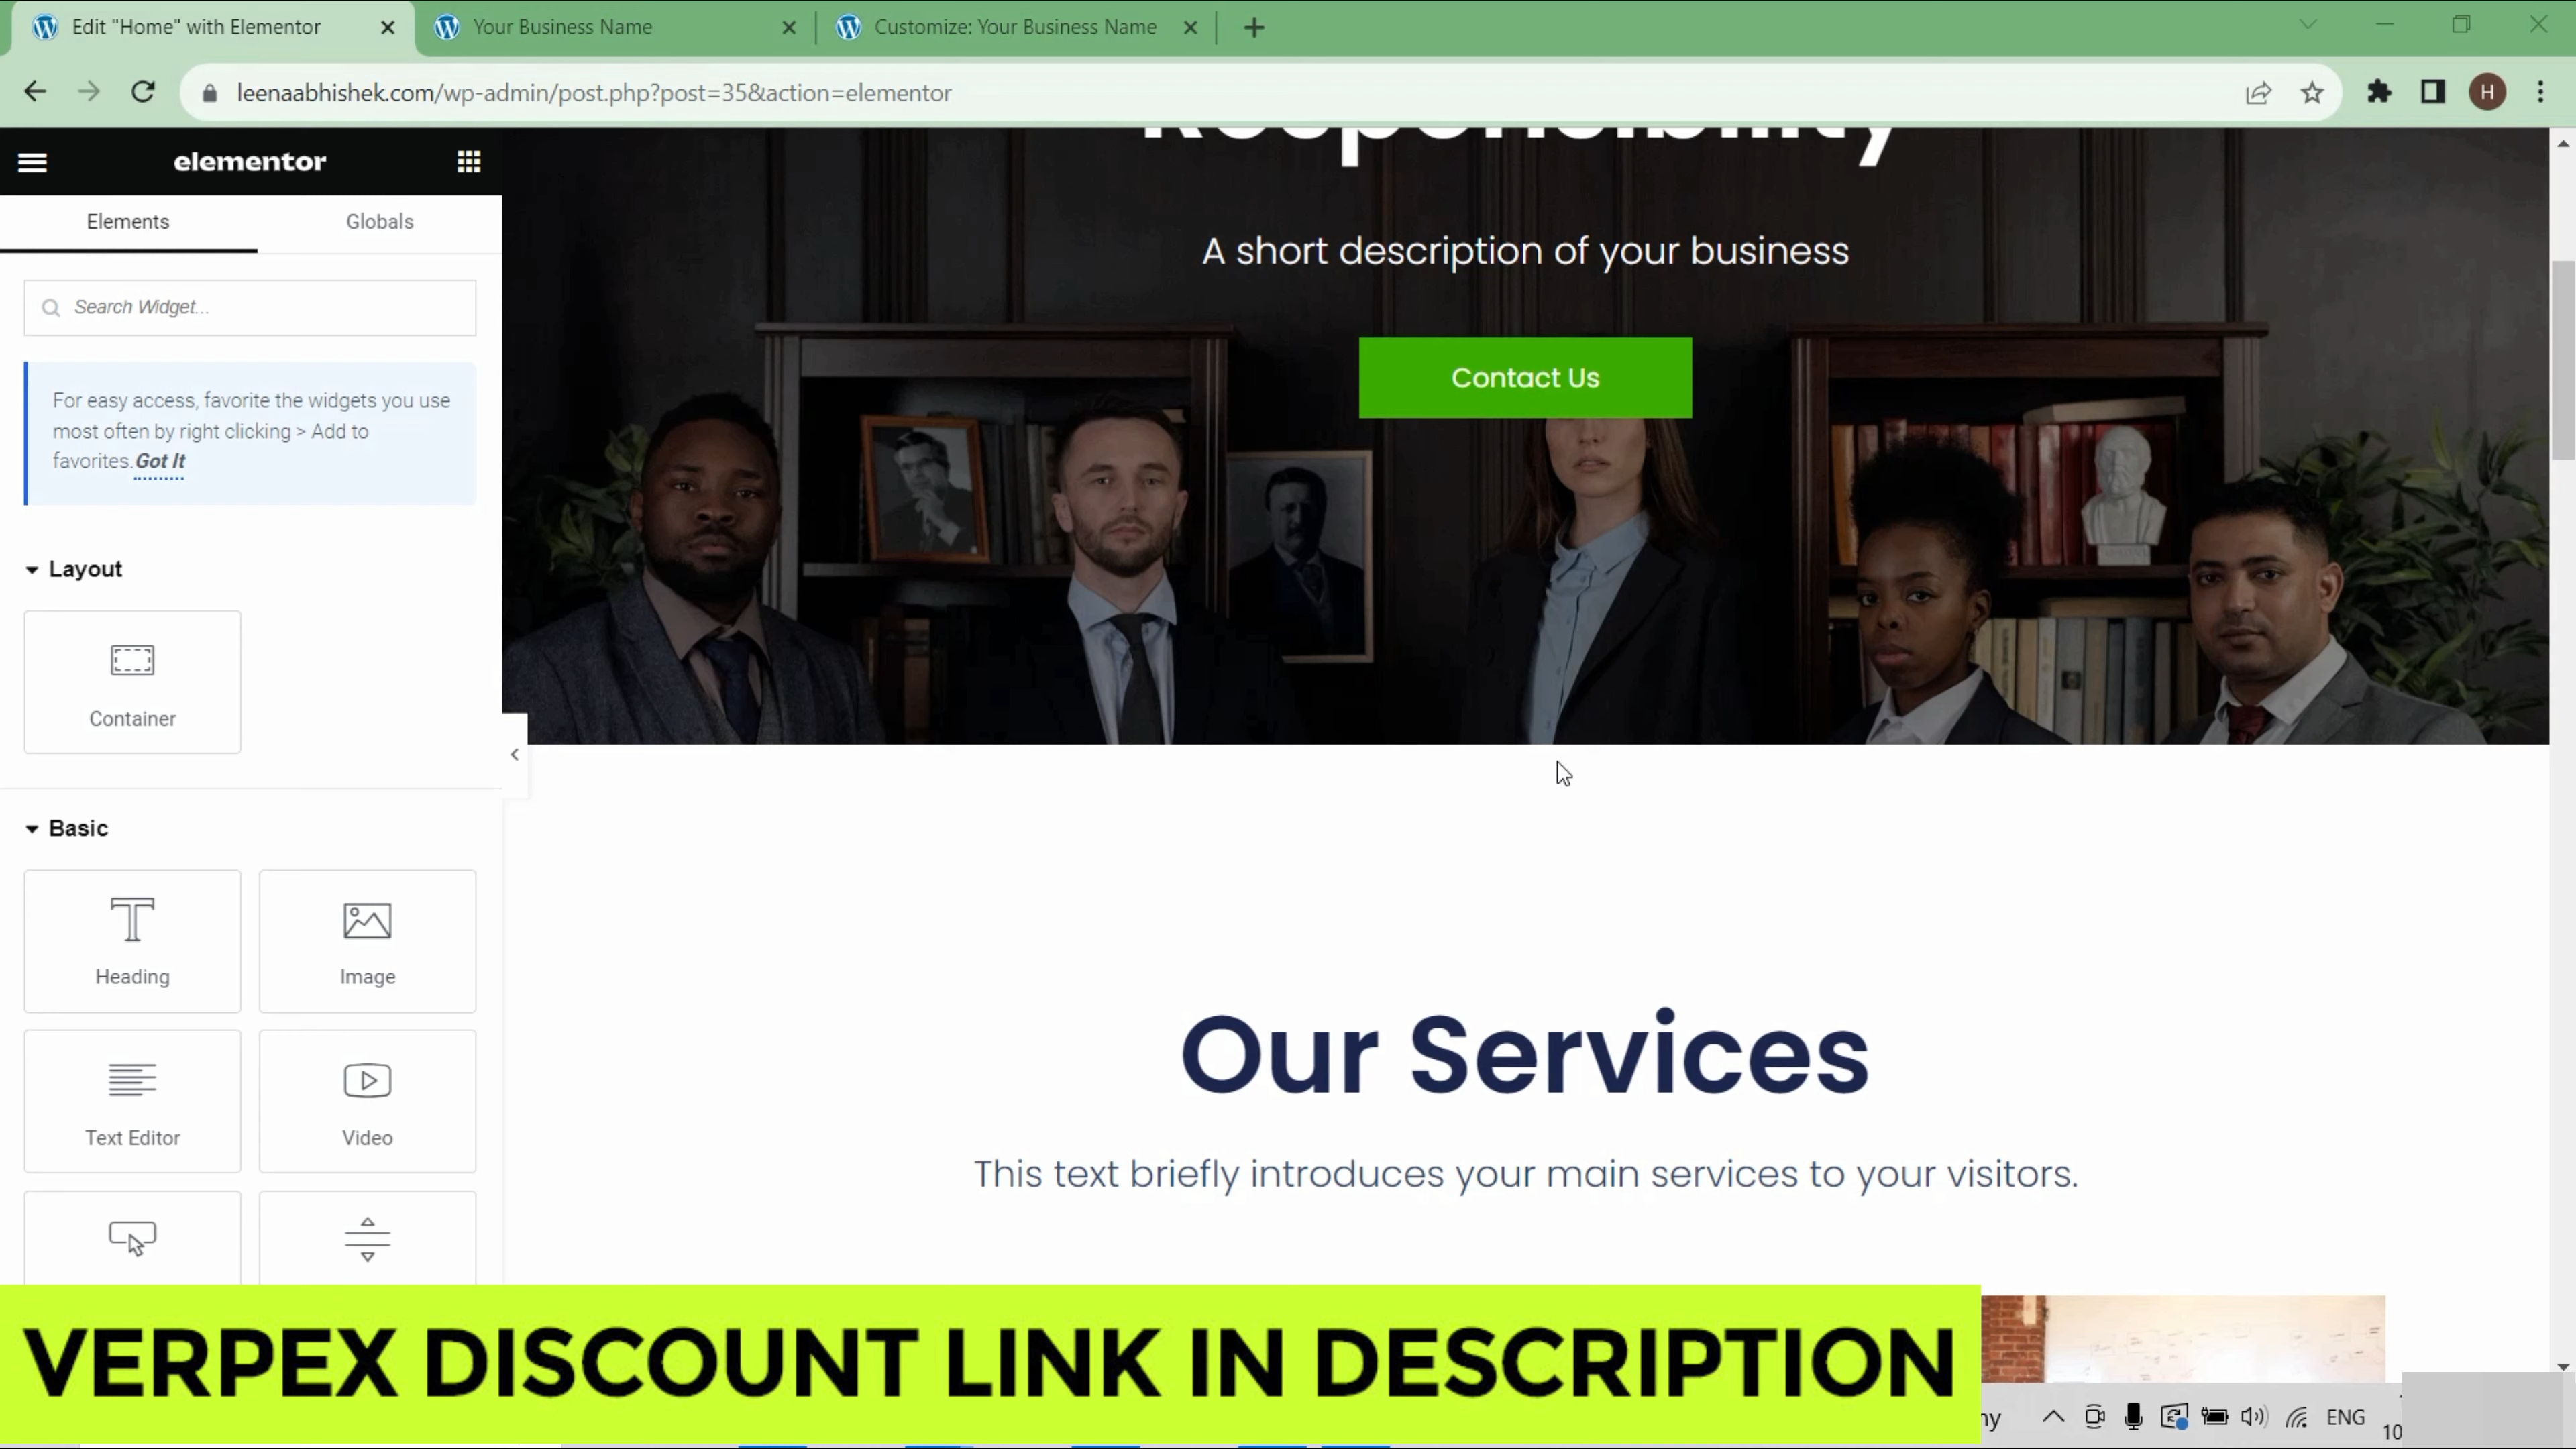 Edit "Home" with Elementor
Your Business Name
Customize: Your Business Name
leenaabhishek.com/wp-admin/post.php?post=35&action=elementor
H
elementor
Elements
Globals
Search Widget...
For easy access, favorite the widgets you use
most often by right clicking > Add to
favorites. Got It
Layout
Container
Basic
Heading
Image
Text Editor
Video
Responsibility
A short description of your business
Contact Us
Our Services
This text briefly introduces your main services to your visitors.
VERPEX DISCOUNT LINK IN DESCRIPTION
ENG
10